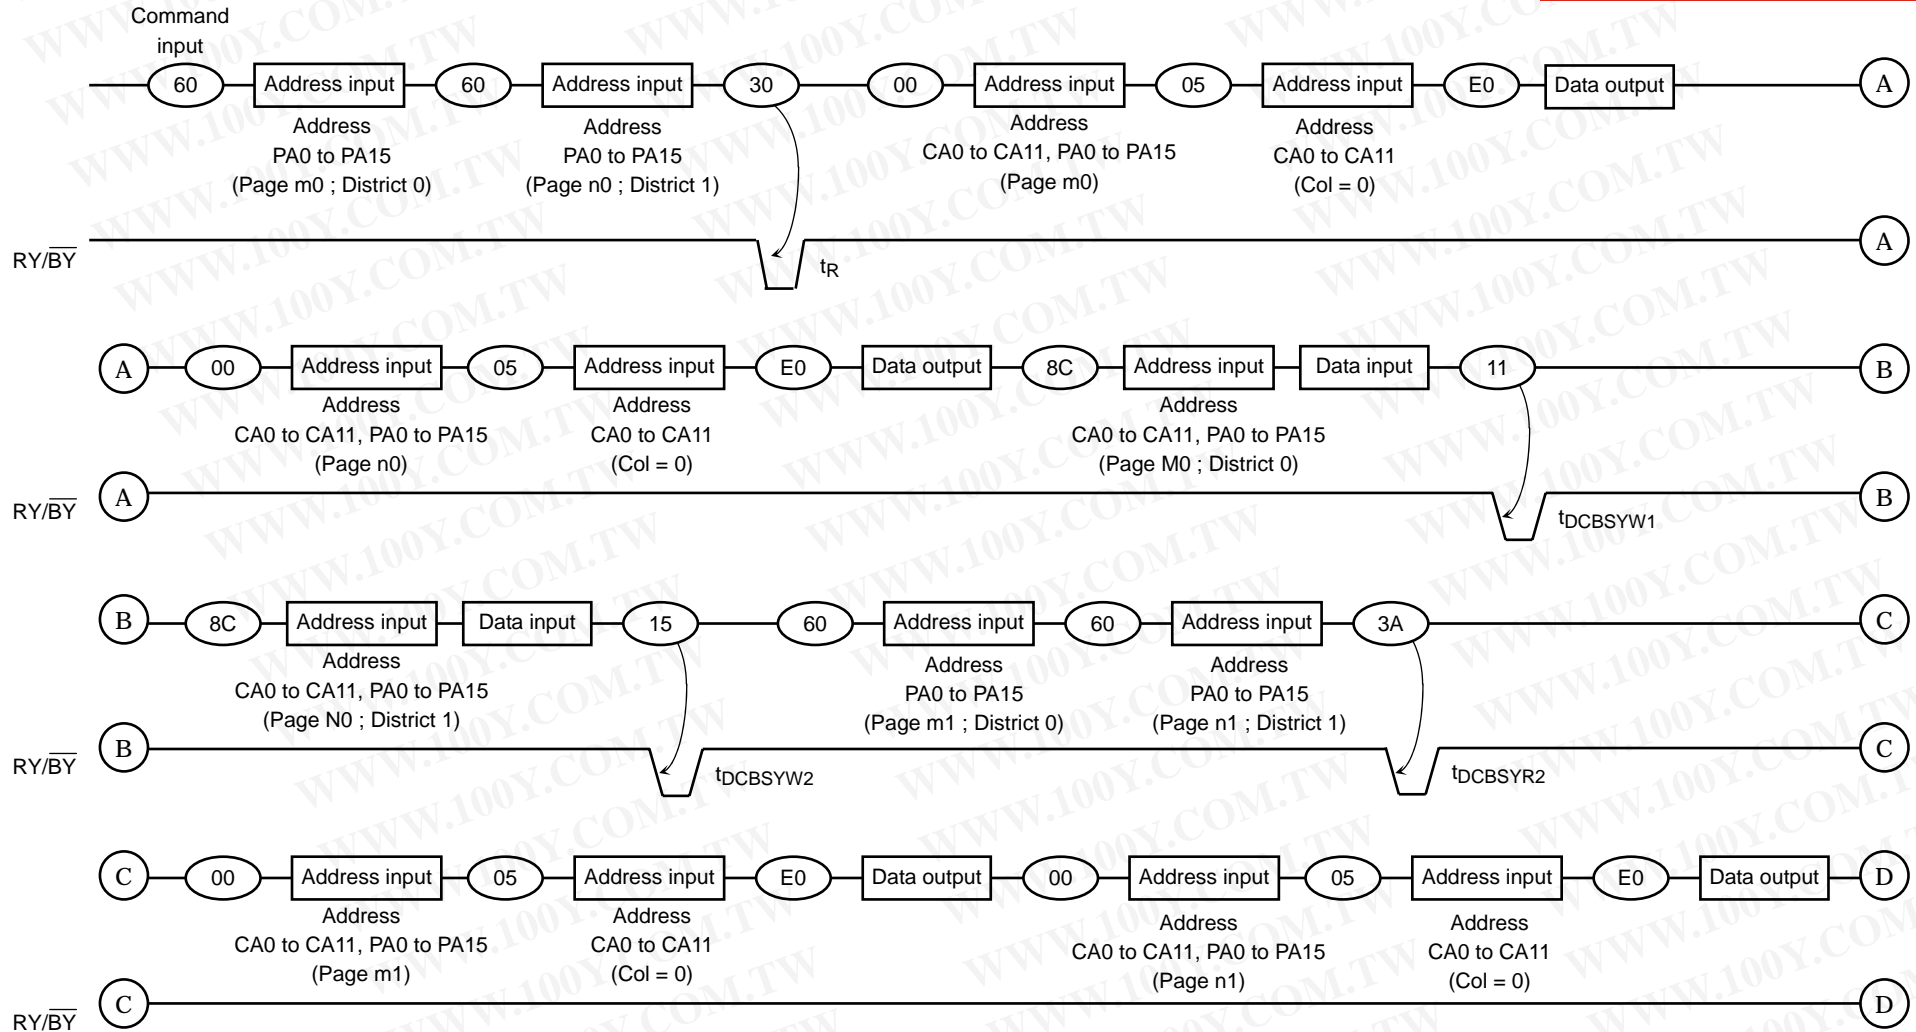 Command
input
60 Address input 60 Address input 30 00 Address input 05 Address input E0 Data output A
Address
PA0 to PA15
(Page m0 ; District 0)
Address
PA0 to PA15
(Page n0 ; District 1)
Address
CA0 to CA11, PA0 to PA15
(Page m0)
Address
CA0 to CA11
(Col = 0)
RY/BY tR A
A 00 Address input 05 Address input E0 Data output 8C Address input Data input 11 B
Address
CA0 to CA11, PA0 to PA15
(Page n0)
Address
CA0 to CA11
(Col = 0)
Address
CA0 to CA11, PA0 to PA15
(Page M0 ; District 0)
RY/BY A tDCBSYW1 B
B 8C Address input Data input 15 60 Address input 60 Address input 3A C
Address
CA0 to CA11, PA0 to PA15
(Page N0 ; District 1)
Address
PA0 to PA15
(Page m1 ; District 0)
Address
PA0 to PA15
(Page n1 ; District 1)
RY/BY B tDCBSYW2 tDCBSYR2 C
C 00 Address input 05 Address input E0 Data output 00 Address input 05 Address input E0 Data output D
Address
CA0 to CA11, PA0 to PA15
(Page m1)
Address
CA0 to CA11
(Col = 0)
Address
CA0 to CA11, PA0 to PA15
(Page n1)
Address
CA0 to CA11
(Col = 0)
RY/BY C D
WWW.100Y.COM.TW